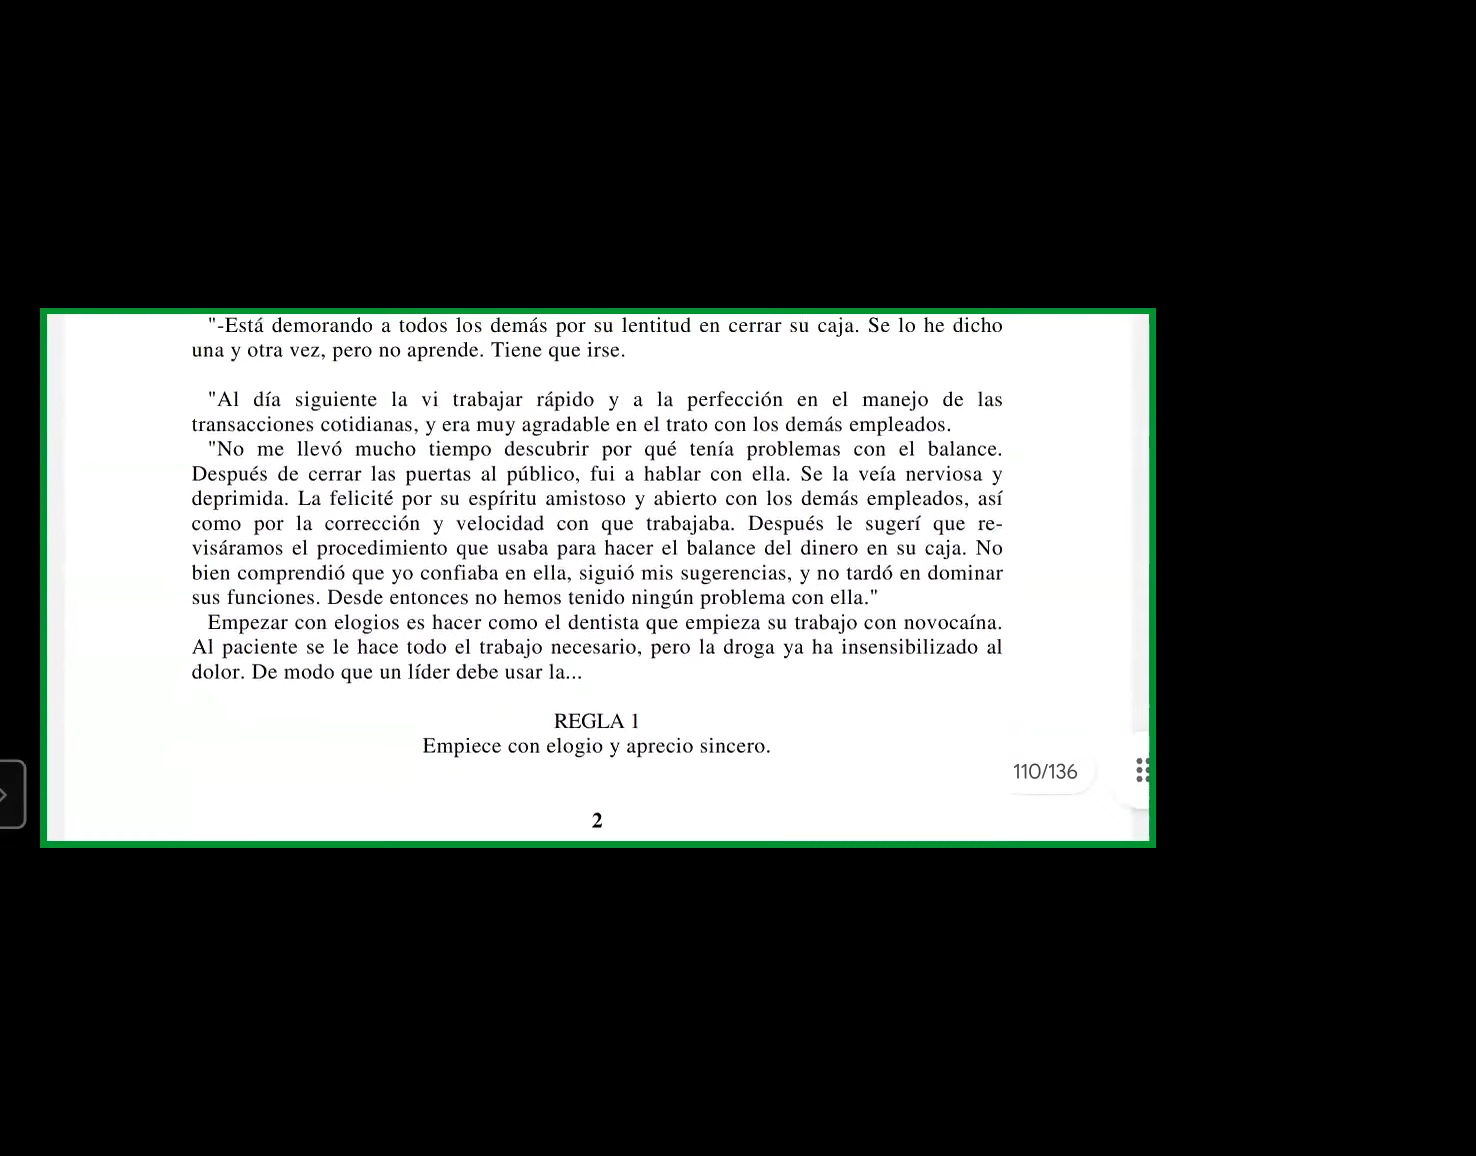 "-Está demorando a todos los demás por su lentitud en cerrar su caja. Se lo he dicho
una y otra vez, pero no aprende. Tiene que irse.
"Al día siguiente la vi trabajar rápido y a la perfección en el manejo de las
transacciones cotidianas, y era muy agradable en el trato con los demás empleados.
"No me llevó mucho tiempo descubrir por qué tenía problemas con el balance.
Después de cerrar las puertas al público, fui a hablar con ella. Se la veía nerviosa y
deprimida. La felicité por su espíritu amistoso y abierto con los demás empleados, así
como por la corrección y velocidad con que trabajaba. Después le sugerí que re-
visáramos el procedimiento que usaba para hacer el balance del dinero en su caja. No
bien comprendió que yo confiaba en ella, siguió mis sugerencias, y no tardó en dominar
sus funciones. Desde entonces no hemos tenido ningún problema con ella."
Empezar con elogios es hacer como el dentista que empieza su trabajo con novocaína.
Al paciente se le hace todo el trabajo necesario, pero la droga ya ha insensibilizado al
dolor. De modo que un líder debe usar la...
REGLA 1
Empiece con elogio y aprecio sincero.
110/136
2